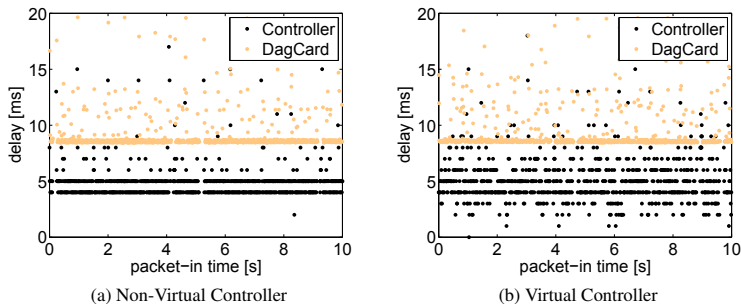 20
15
10
5
0
delay [ms]
0 2 4 6 8 10
packet−in time [s]
Controller
DagCard
(a) Non-Virtual Controller
20
15
10
5
0
delay [ms]
0 2 4 6 8 10
packet−in time [s]
Controller
DagCard
(b) Virtual Controller